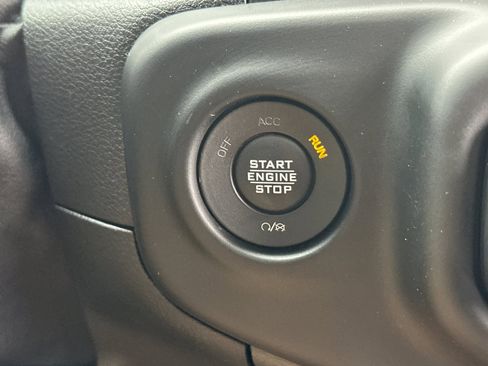 ACC
OFF
RUN
START
ENGINE
STOP